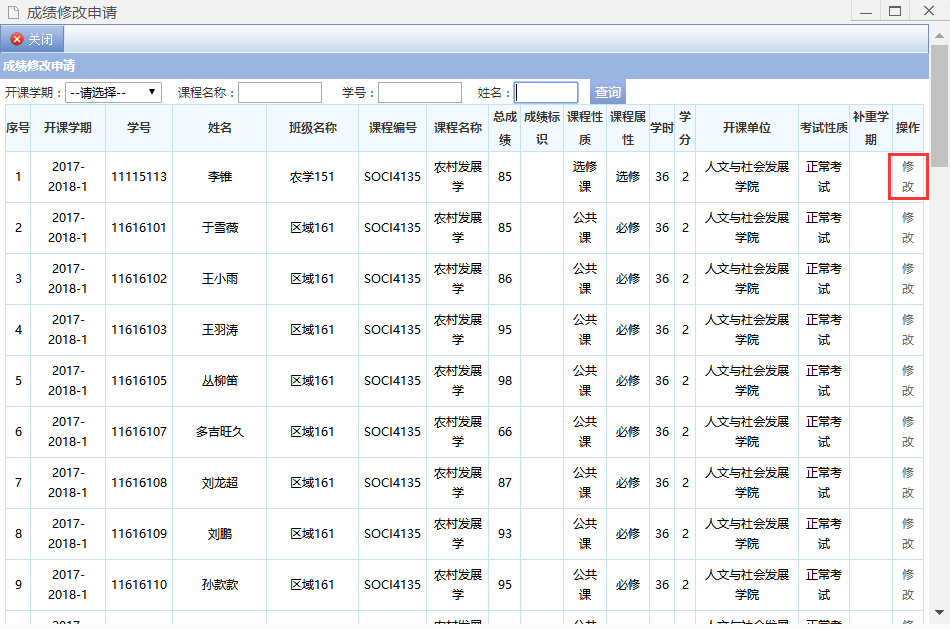 成绩修改申请
关闭
成绩修改申请
开课学期： --请选择-- 课程名称： 学号： 姓名： 查询
序号 开课学期 学号 姓名 班级名称 课程编号 课程名称 总成绩 成绩标识 课程性质 课程属性 学时 学分 开课单位 考试性质 补重学期 操作
1 2017-2018-1 11115113 李锥 农学151 SOCI4135 农村发展学 85 选修课 选修 36 2 人文与社会发展学院 正常考试 修改
2 2017-2018-1 11616101 于雪薇 区域161 SOCI4135 农村发展学 85 公共课 必修 36 2 人文与社会发展学院 正常考试 修改
3 2017-2018-1 11616102 王小雨 区域161 SOCI4135 农村发展学 86 公共课 必修 36 2 人文与社会发展学院 正常考试 修改
4 2017-2018-1 11616103 王羽涛 区域161 SOCI4135 农村发展学 95 公共课 必修 36 2 人文与社会发展学院 正常考试 修改
5 2017-2018-1 11616105 丛柳笛 区域161 SOCI4135 农村发展学 98 公共课 必修 36 2 人文与社会发展学院 正常考试 修改
6 2017-2018-1 11616107 多吉旺久 区域161 SOCI4135 农村发展学 66 公共课 必修 36 2 人文与社会发展学院 正常考试 修改
7 2017-2018-1 11616108 刘龙超 区域161 SOCI4135 农村发展学 87 公共课 必修 36 2 人文与社会发展学院 正常考试 修改
8 2017-2018-1 11616109 刘鹏 区域161 SOCI4135 农村发展学 93 公共课 必修 36 2 人文与社会发展学院 正常考试 修改
9 2017-2018-1 11616110 孙款款 区域161 SOCI4135 农村发展学 95 公共课 必修 36 2 人文与社会发展学院 正常考试 修改